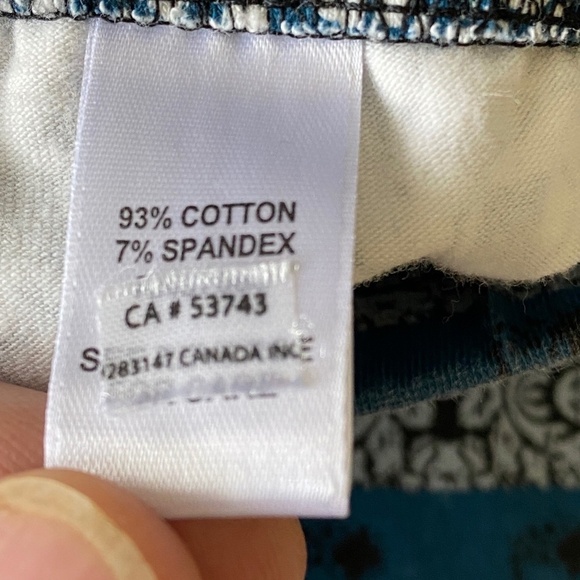 93% COTTON
7% SPANDEX
CA # 53743
283147 CANADA INC